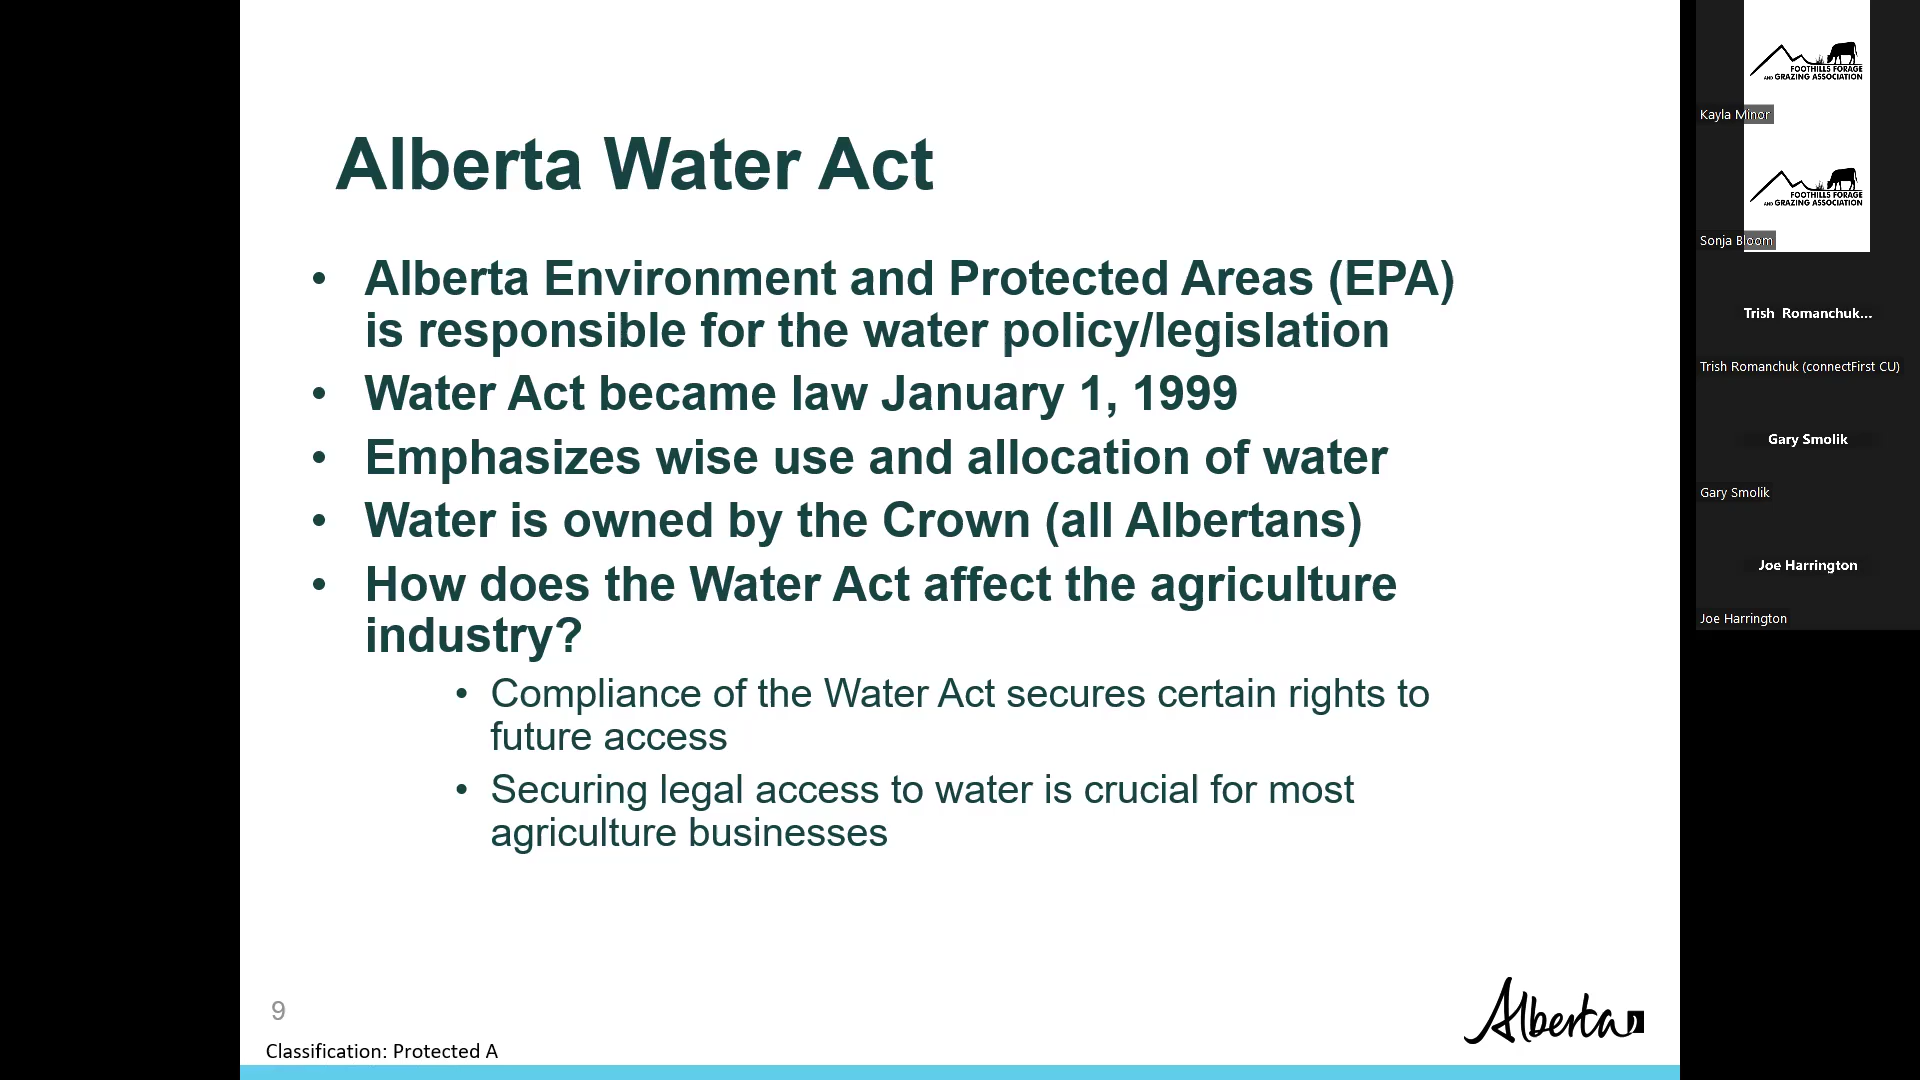 Alberta Water Act
• Alberta Environment and Protected Areas (EPA)
is responsible for the water policy/legislation
• Water Act became law January 1, 1999
• Emphasizes wise use and allocation of water
• Water is owned by the Crown (all Albertans)
• How does the Water Act affect the agriculture
industry?
• Compliance of the Water Act secures certain rights to
future access
• Securing legal access to water is crucial for most
agriculture businesses
9
Classification: Protected A
Alberta
FOOTHILLS FORAGE
AND GRAZING ASSOCIATION
Kayla Minor
FOOTHILLS FORAGE
AND GRAZING ASSOCIATION
Sonja Bloom
Trish Romanchuk...
Trish Romanchuk (connectFirst CU)
Gary Smolik
Gary Smolik
Joe Harrington
Joe Harrington